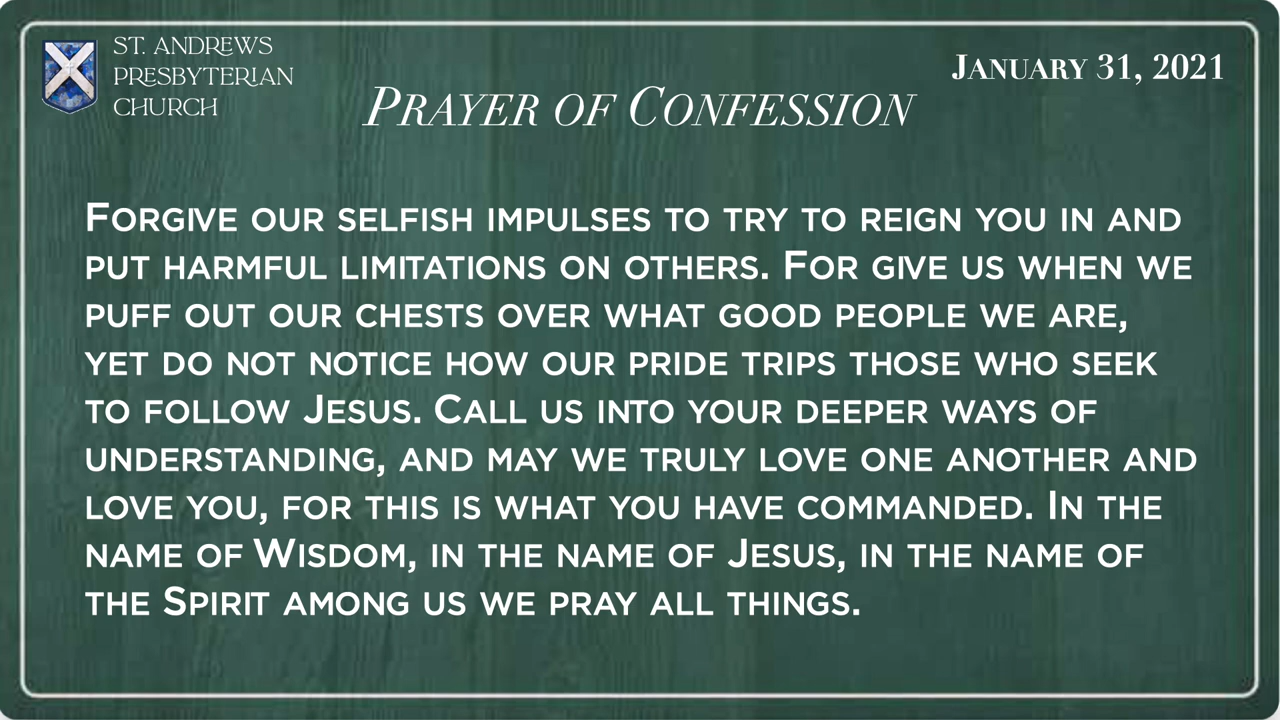 ST. ANDREWS
PRESBYTERIAN
CHURCH
JANUARY 31, 2021
PRAYER OF CONFESSION
FORGIVE OUR SELFISH IMPULSES TO TRY TO REIGN YOU IN AND
PUT HARMFUL LIMITATIONS ON OTHERS. FOR GIVE US WHEN WE
PUFF OUT OUR CHESTS OVER WHAT GOOD PEOPLE WE ARE,
YET DO NOT NOTICE HOW OUR PRIDE TRIPS THOSE WHO SEEK
TO FOLLOW JESUS. CALL US INTO YOUR DEEPER WAYS OF
UNDERSTANDING, AND MAY WE TRULY LOVE ONE ANOTHER AND
LOVE YOU, FOR THIS IS WHAT YOU HAVE COMMANDED. IN THE
NAME OF WISDOM, IN THE NAME OF JESUS, IN THE NAME OF
THE SPIRIT AMONG US WE PRAY ALL THINGS.